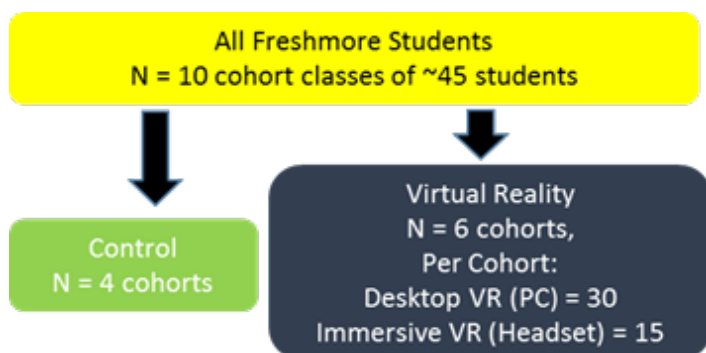 All Freshmore Students
N = 10 cohort classes of ~45 students
Control
N = 4 cohorts
Virtual Reality
N = 6 cohorts,
Per Cohort:
Desktop VR (PC) = 30
Immersive VR (Headset) = 15